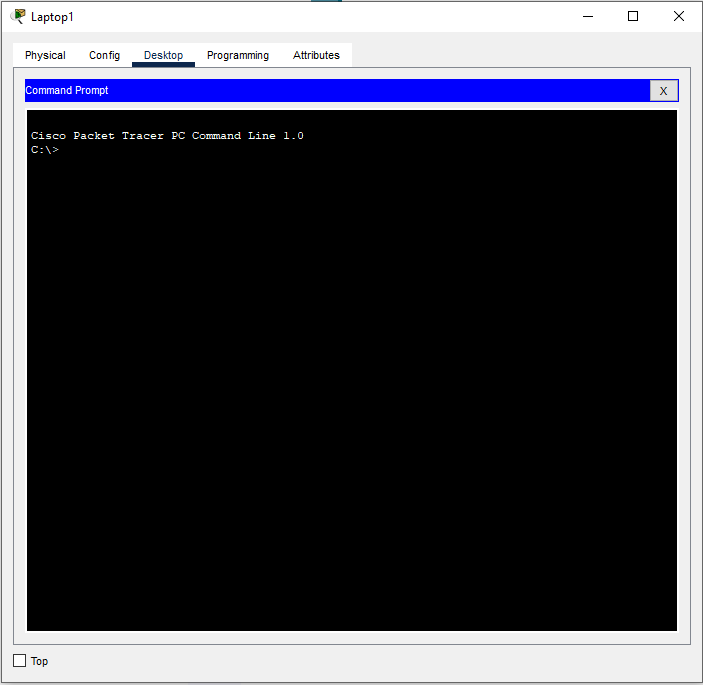 Laptop1
Physical Config Desktop Programming Attributes
Command Prompt X
Cisco Packet Tracer PC Command Line 1.0
C:\>
Top